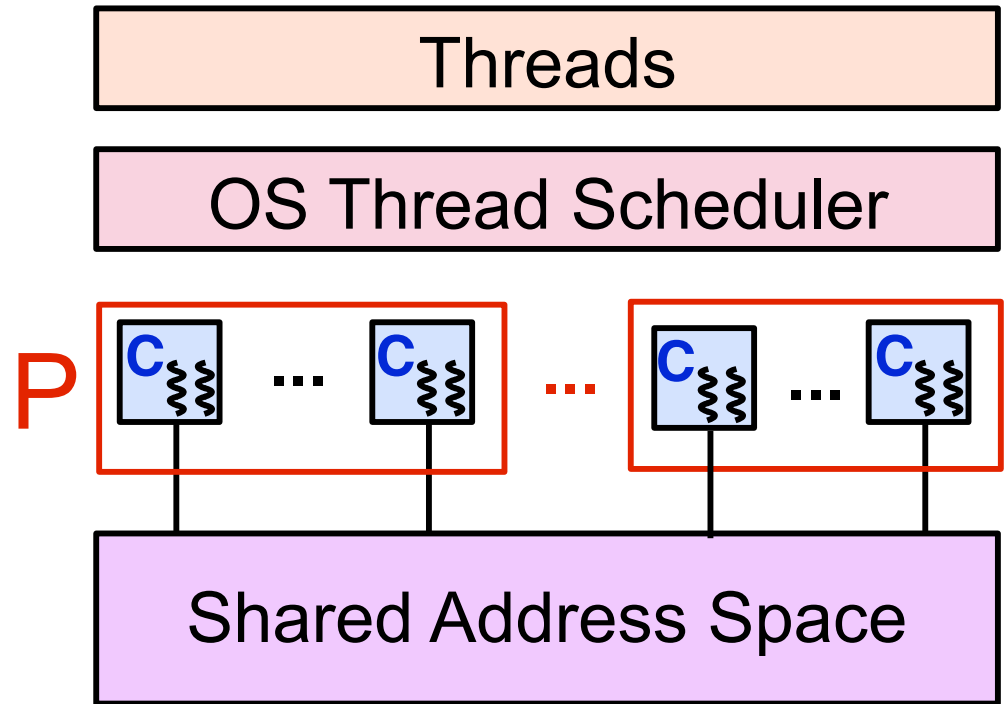 Threads
OS Thread Scheduler
P
C ... C ... C ... C
Shared Address Space